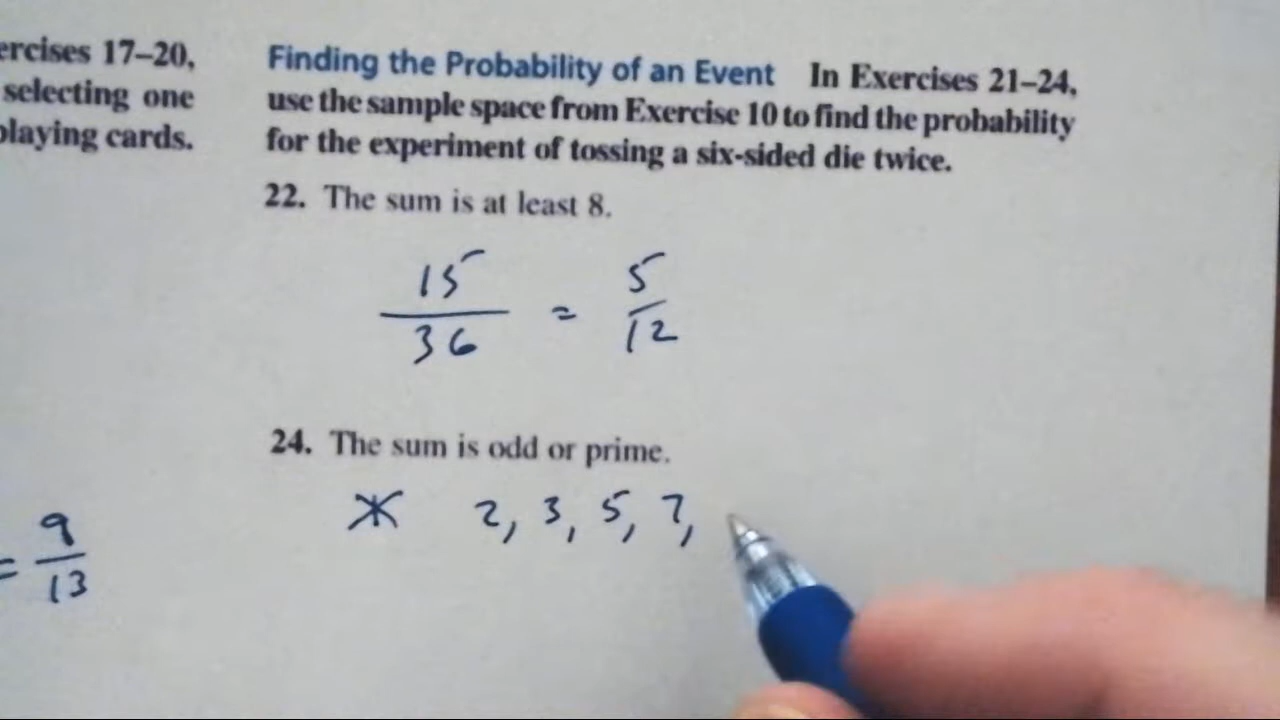 ercises 17–20,
selecting one
playing cards.
Finding the Probability of an Event In Exercises 21–24,
use the sample space from Exercise 10 to find the probability
for the experiment of tossing a six-sided die twice.
22. The sum is at least 8.
15
36
=
5
12
24. The sum is odd or prime.
2, 3, 5, 7,
= 9
13